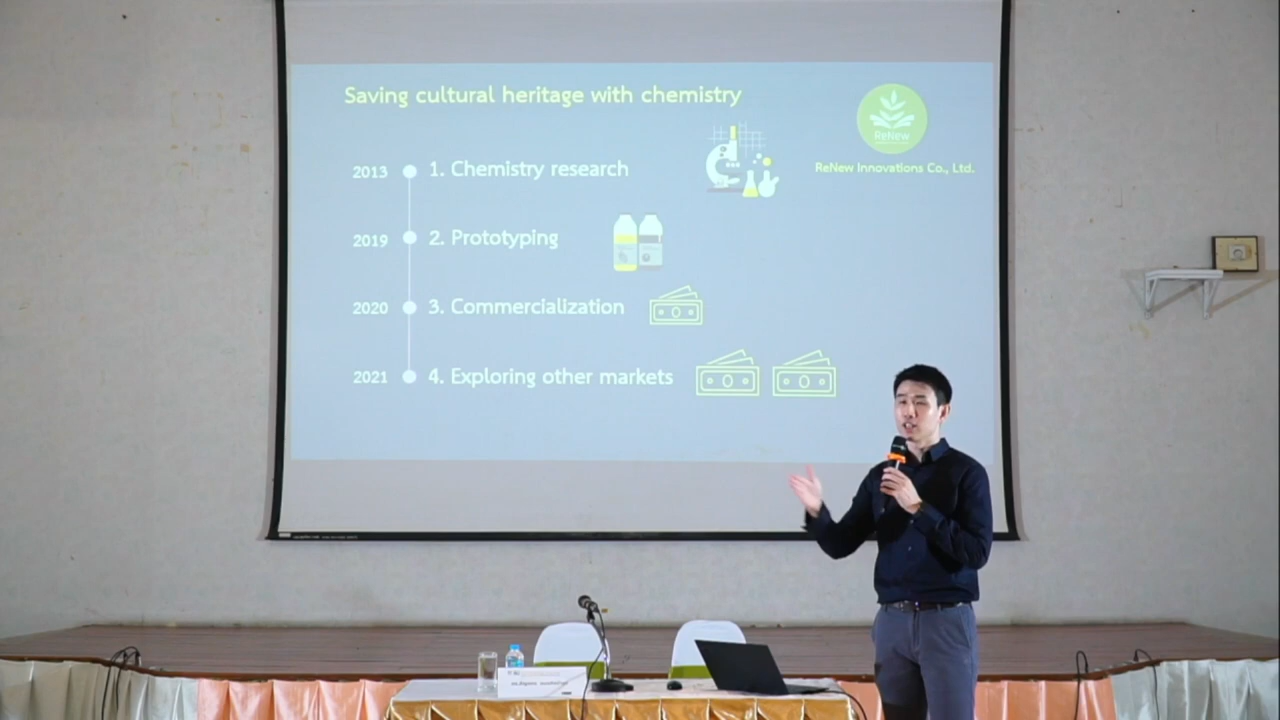 Saving cultural heritage with chemistry
ReNew
ReNew Innovations Co., Ltd.
2013
1. Chemistry research
2019
2. Prototyping
2020
3. Commercialization
2021
4. Exploring other markets